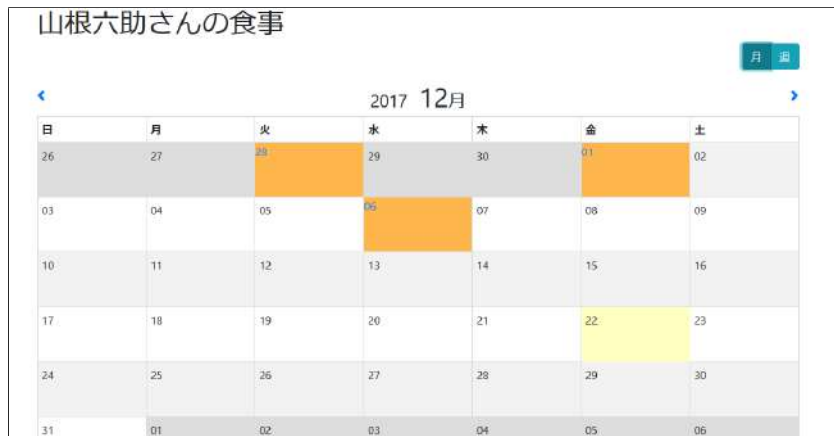 山根六助さんの食事
月 週
2017 12月
日 月 火 水 木 金 土
26 27 28 29 30 01 02
03 04 05 06 07 08 09
10 11 12 13 14 15 16
17 18 19 20 21 22 23
24 25 26 27 28 29 30
31 01 02 03 04 05 06